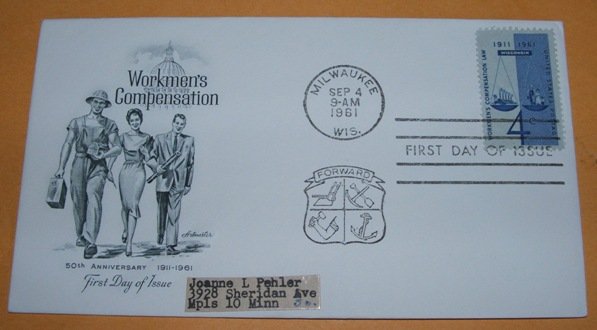 Workmen's
Compensation
Artmaster
50TH ANNIVERSARY 1911-1961
First Day of Issue
Joanne L Pehler
3928 Sheridan Ave
Mpls 10 Minn
MILWAUKEE
SEP 4
9-AM
1961
WIS.
FORWARD
1911 1961
WISCONSIN
WORKMEN'S COMPENSATION LAW
UNITED STATES
4¢
FIRST DAY OF ISSUE